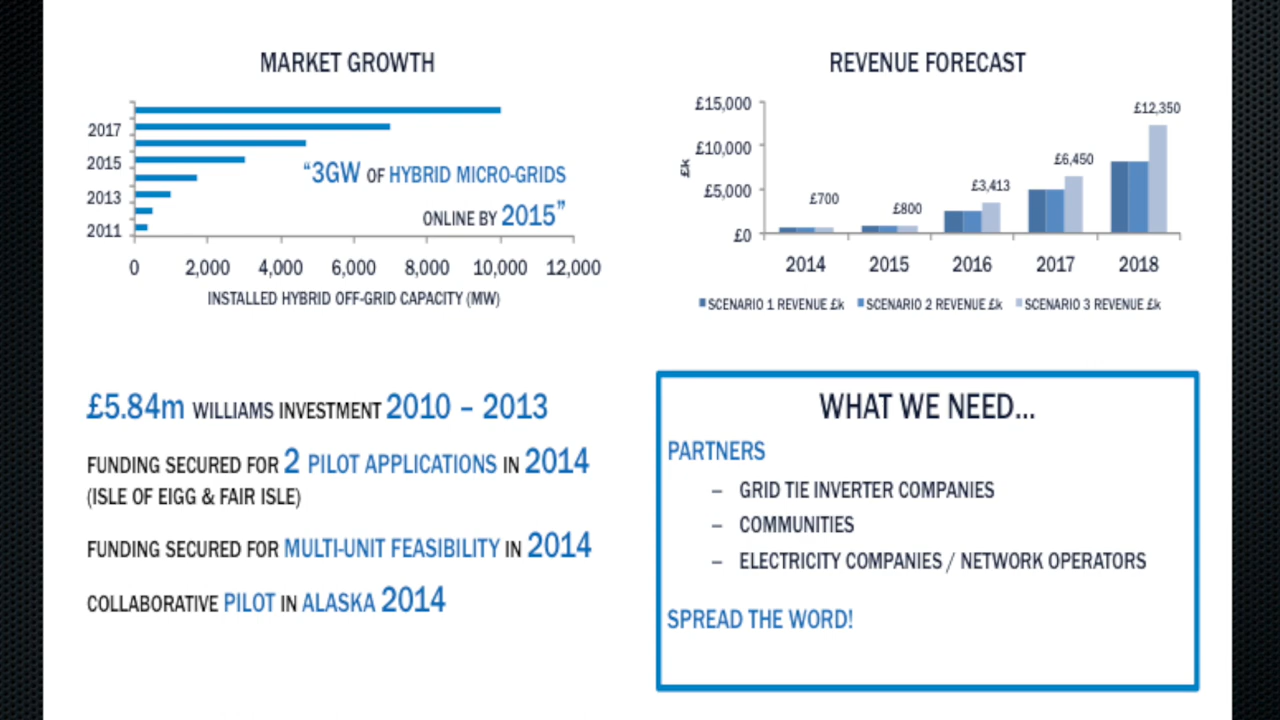 MARKET GROWTH
2017
2015
2013
2011
0 2,000 4,000 6,000 8,000 10,000 12,000
INSTALLED HYBRID OFF-GRID CAPACITY (MW)
“3GW OF HYBRID MICRO-GRIDS
ONLINE BY 2015”
REVENUE FORECAST
£k
£15,000
£10,000
£5,000
£0
£700
£800
£3,413
£6,450
£12,350
2014 2015 2016 2017 2018
SCENARIO 1 REVENUE £k SCENARIO 2 REVENUE £k SCENARIO 3 REVENUE £k
£5.84m WILLIAMS INVESTMENT 2010 – 2013
FUNDING SECURED FOR 2 PILOT APPLICATIONS IN 2014
(ISLE OF EIGG & FAIR ISLE)
FUNDING SECURED FOR MULTI-UNIT FEASIBILITY IN 2014
COLLABORATIVE PILOT IN ALASKA 2014
WHAT WE NEED...
PARTNERS
– GRID TIE INVERTER COMPANIES
– COMMUNITIES
– ELECTRICITY COMPANIES / NETWORK OPERATORS
SPREAD THE WORD!